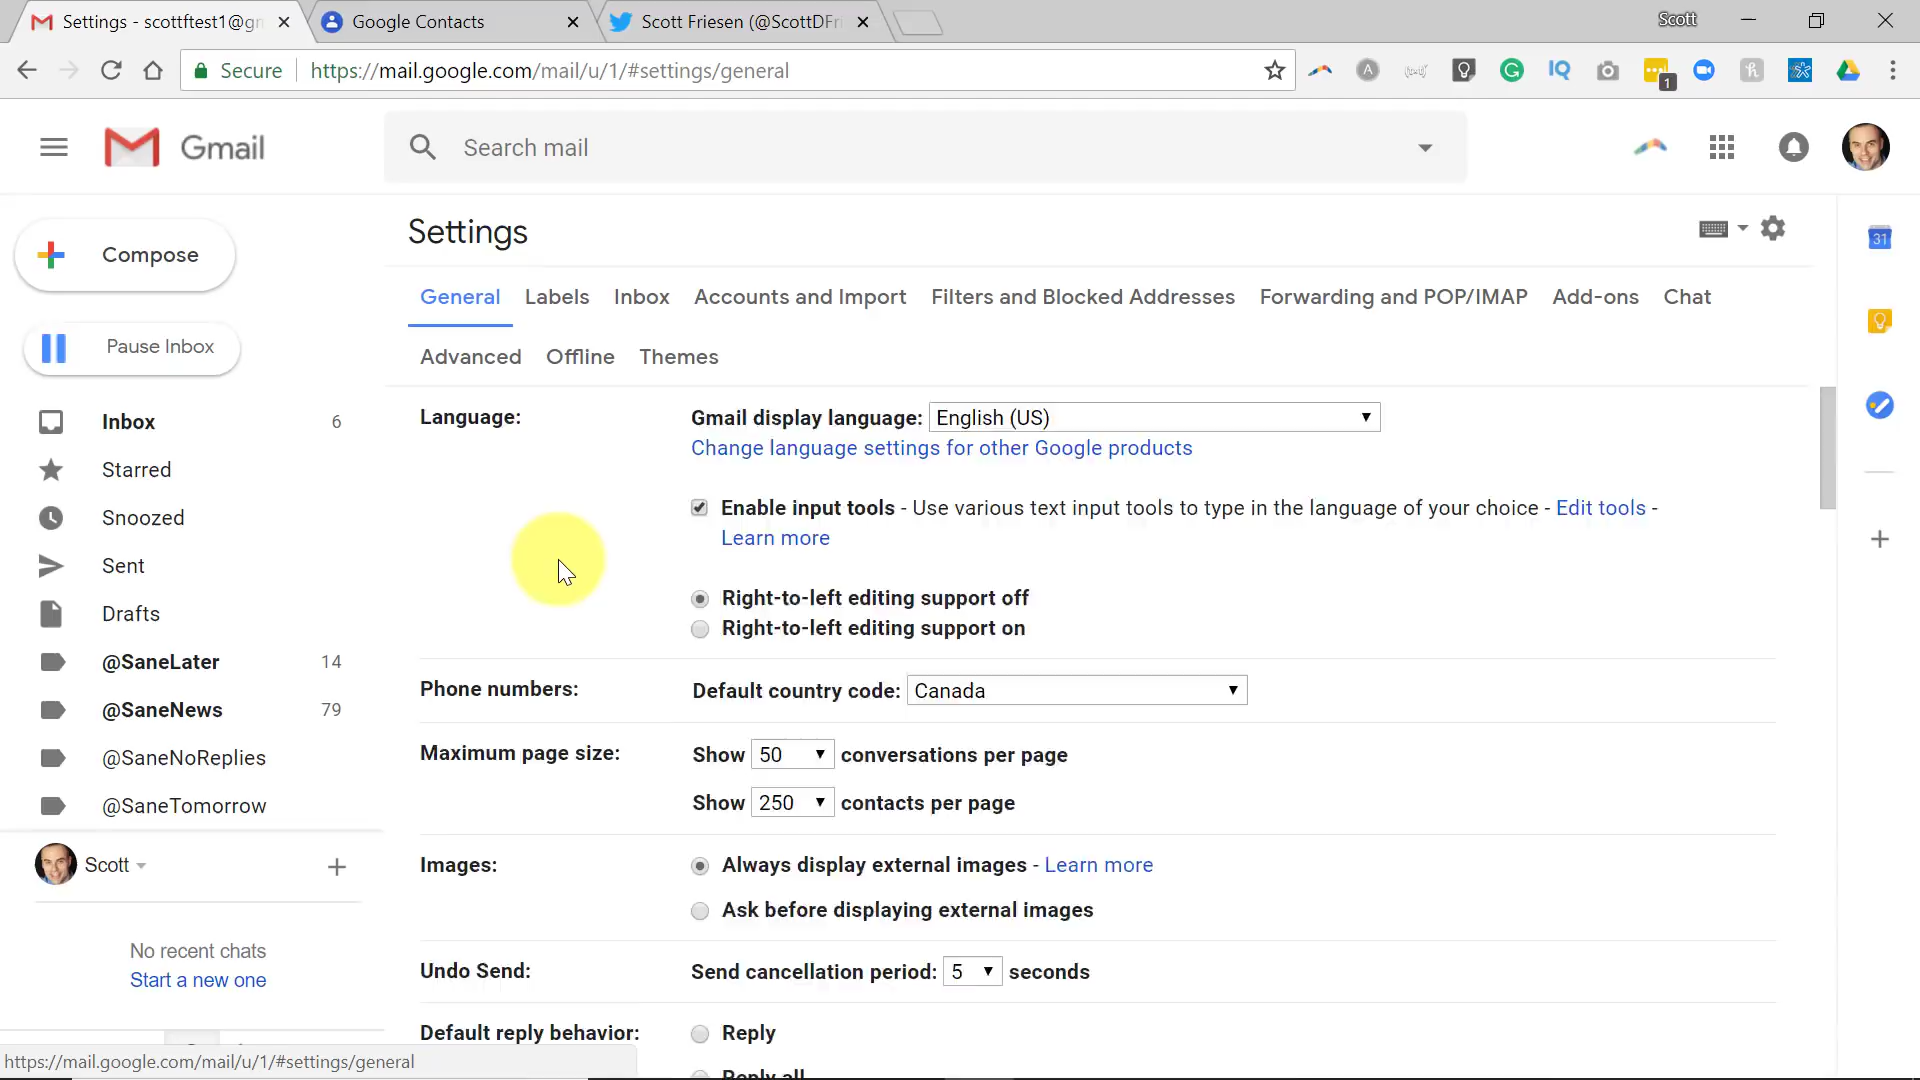 Settings - scottftest1@gm
Google Contacts
Scott Friesen (@ScottDFri
Scott
Secure
https://mail.google.com/mail/u/1/#settings/general
A
IQ
1
Gmail
Search mail
Compose
Settings
31
General Labels Inbox Accounts and Import Filters and Blocked Addresses Forwarding and POP/IMAP Add-ons Chat
Pause Inbox
Advanced Offline Themes
Inbox 6
Starred
Snoozed
Sent
Drafts
@SaneLater 14
@SaneNews 79
@SaneNoReplies
@SaneTomorrow
Scott
No recent chats
Start a new one
Language: Gmail display language: English (US)
Change language settings for other Google products
Enable input tools - Use various text input tools to type in the language of your choice - Edit tools -
Learn more
Right-to-left editing support off
Right-to-left editing support on
Phone numbers: Default country code: Canada
Maximum page size: Show 50 conversations per page
Show 250 contacts per page
Images: Always display external images - Learn more
Ask before displaying external images
Undo Send: Send cancellation period: 5 seconds
Default reply behavior: Reply
Reply all
https://mail.google.com/mail/u/1/#settings/general